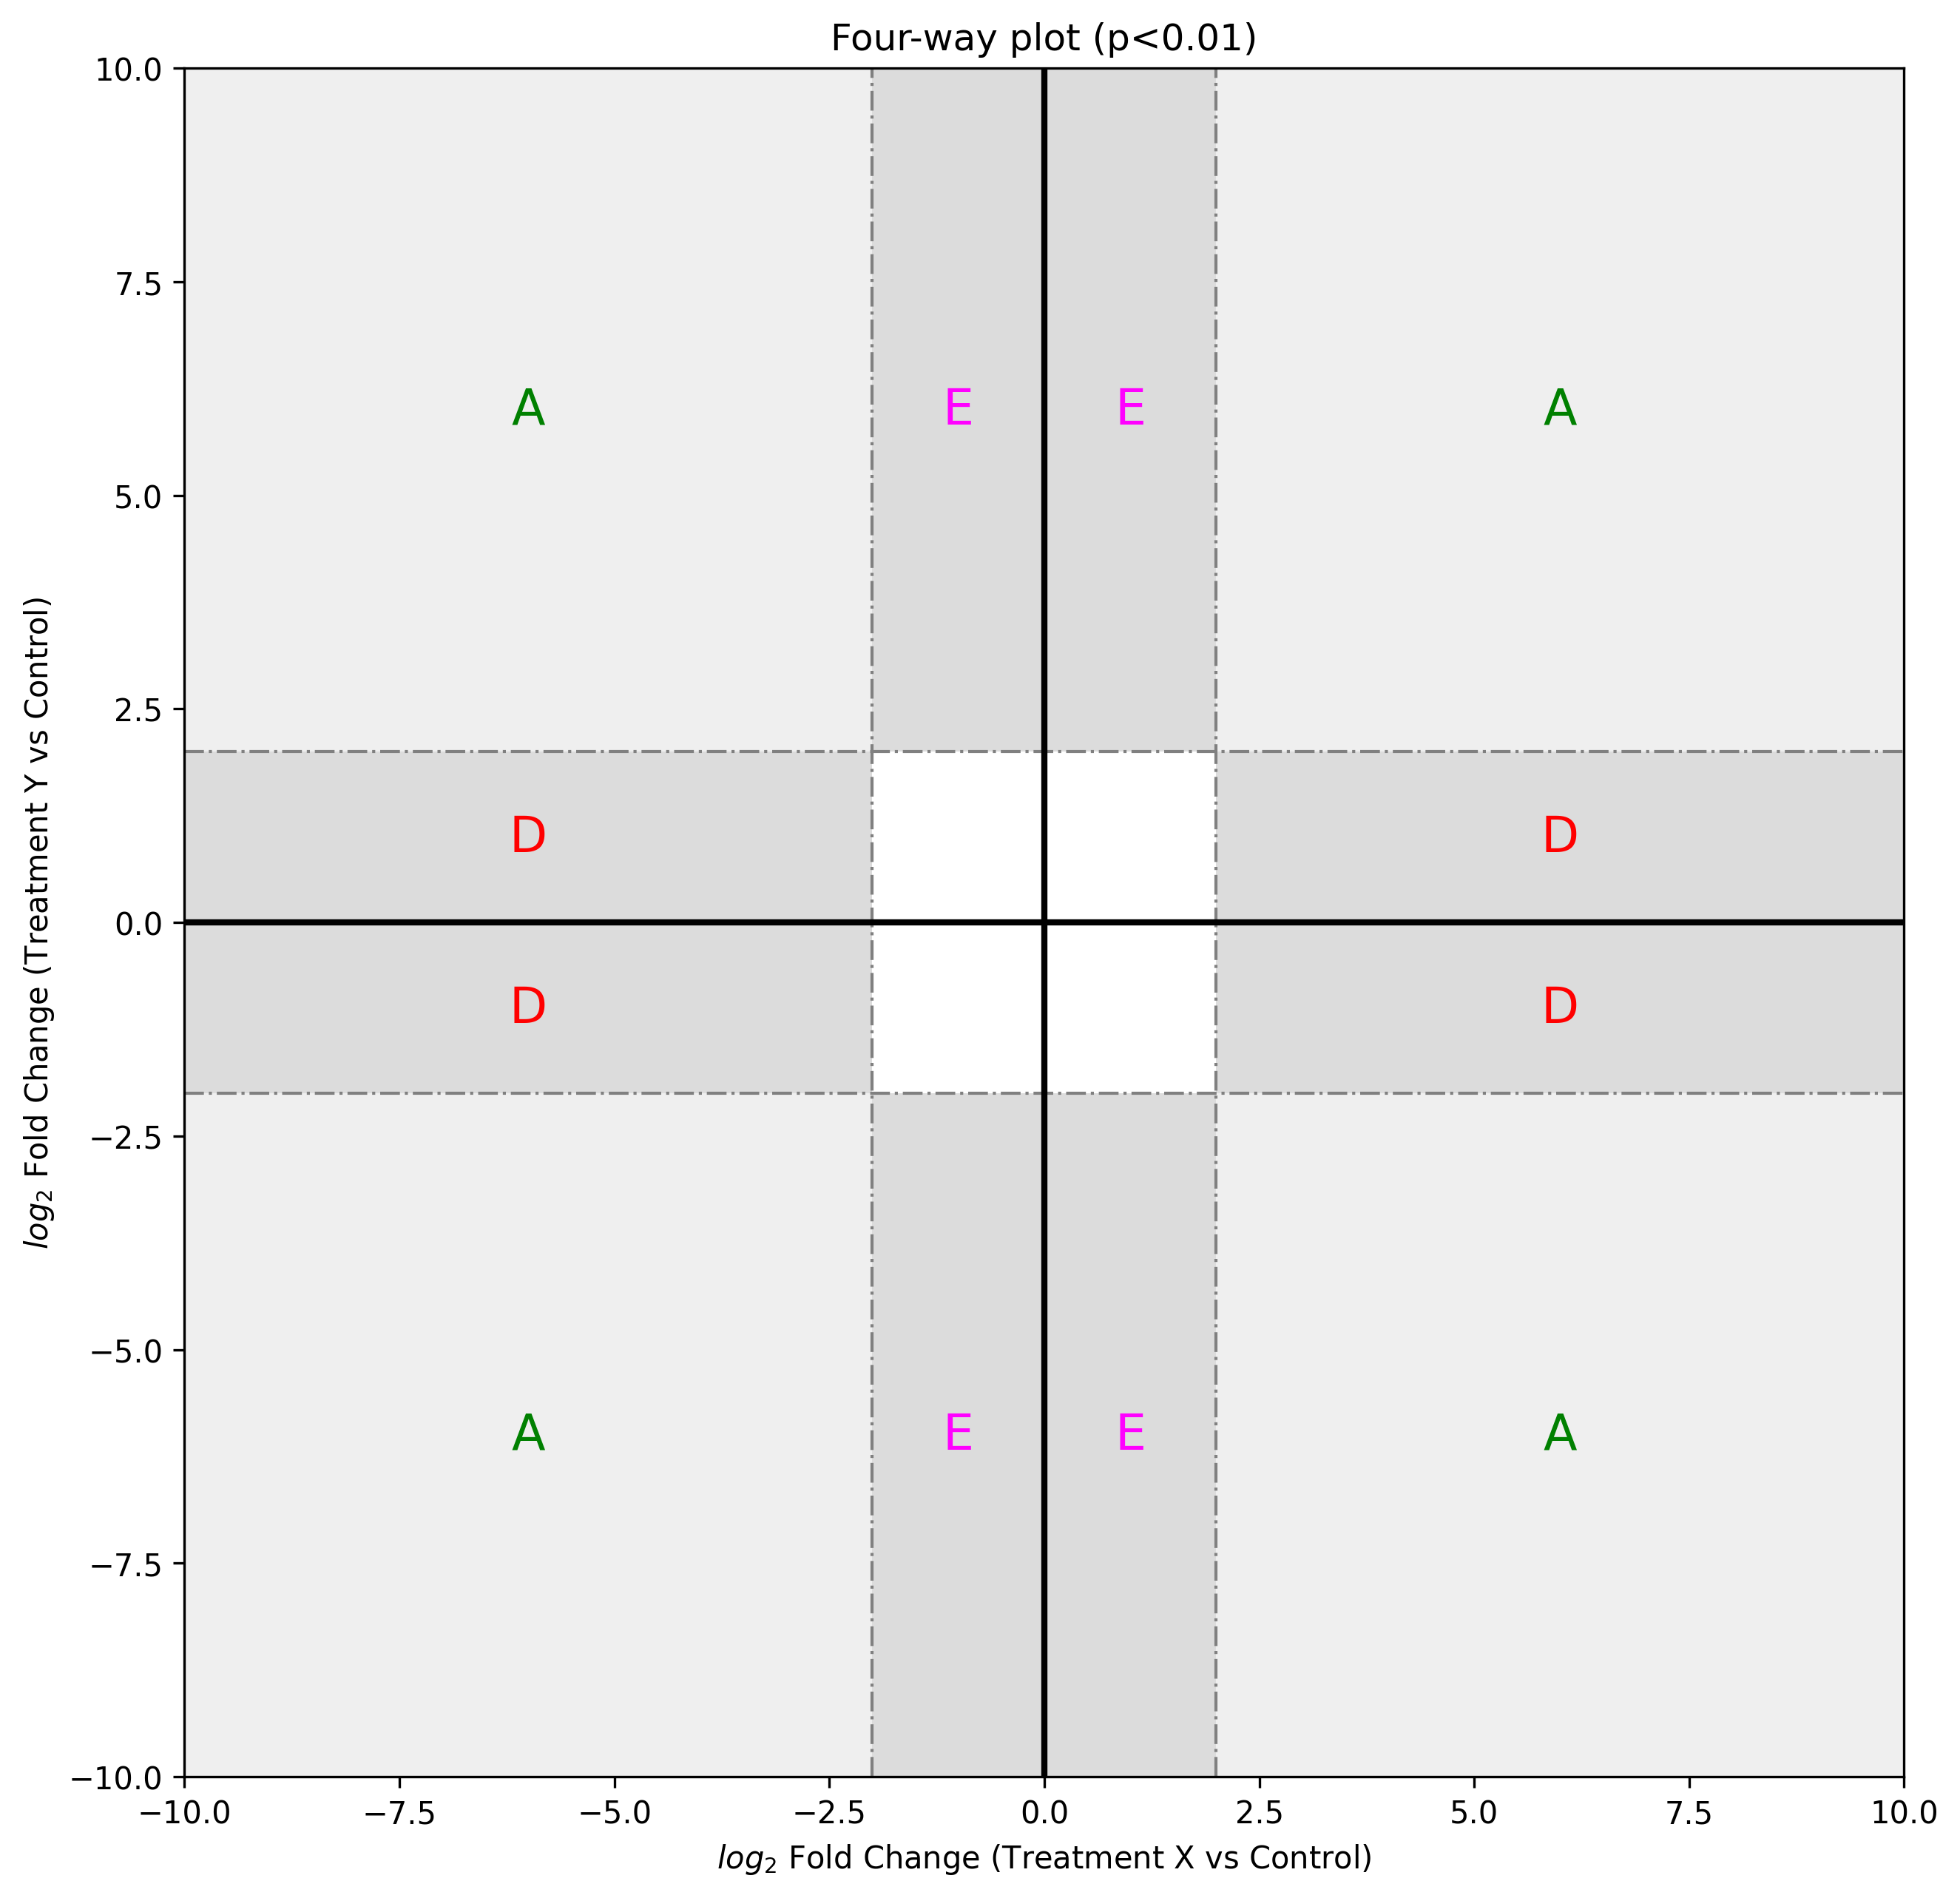 Four-way plot (p<0.01)
10.0
7.5
A E E A
5.0
2.5
D D
0.0
D D
−2.5
−5.0
A E E A
−7.5
−10.0
−10.0 −7.5 −5.0 −2.5 0.0 2.5 5.0 7.5 10.0
log₂ Fold Change (Treatment X vs Control)
log₂ Fold Change (Treatment Y vs Control)